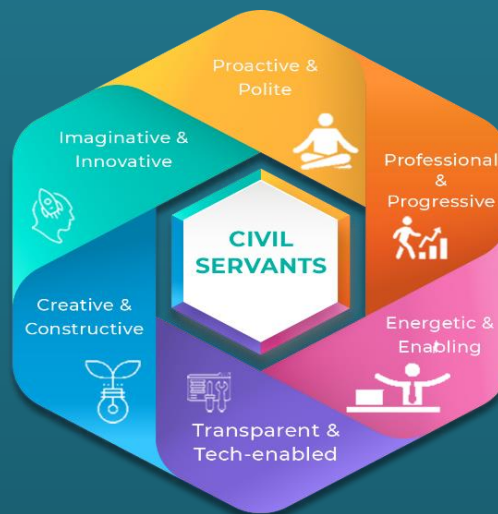 Proactive &
Polite
Professional
&
Progressive
Energetic &
Enabling
Transparent &
Tech-enabled
Creative &
Constructive
Imaginative &
Innovative
CIVIL
SERVANTS